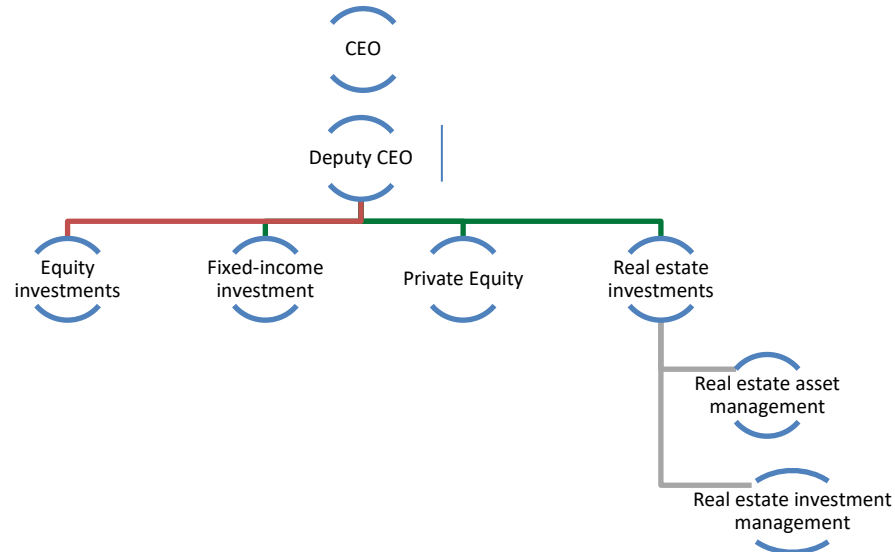 CEO
Deputy CEO
Equity
investments
Fixed-income
investment
Private Equity
Real estate
investments
Real estate asset
management
Real estate investment
management